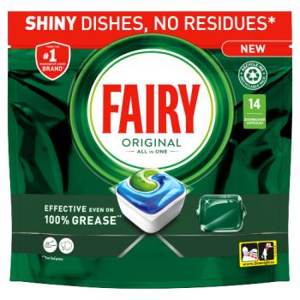 SHINY DISHES, NO RESIDUES*
NEW
#1
BRAND
14
FAIRY
ORIGINAL
ALL IN ONE
EFFECTIVE EVEN ON
100% GREASE**